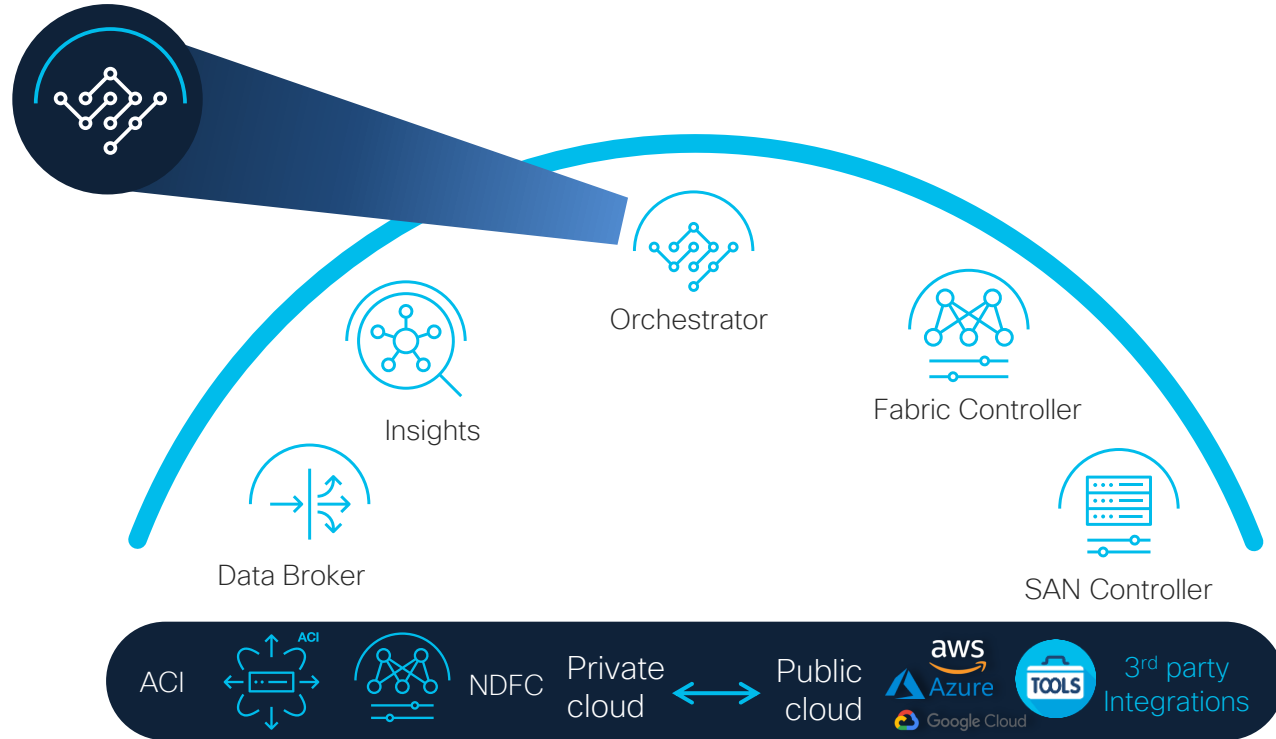 Orchestrator
Insights
Fabric Controller
Data Broker
SAN Controller
ACI
ACI
NDFC
Private
cloud
Public
cloud
aws
Azure
Google Cloud
TOOLS
3rd party
Integrations